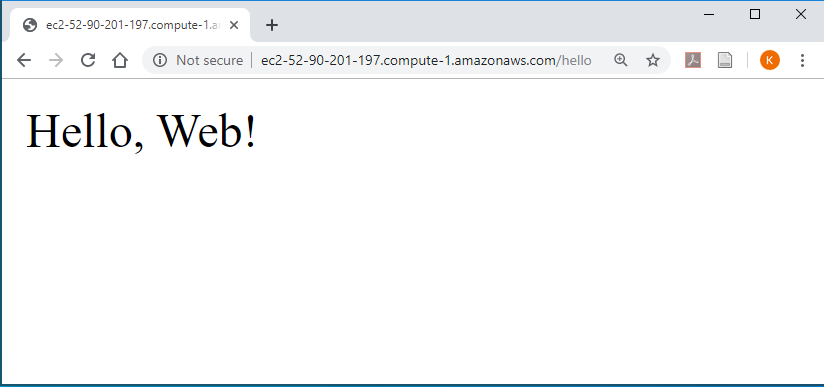 ec2-52-90-201-197.compute-1.a
Not secure
ec2-52-90-201-197.compute-1.amazonaws.com/hello
K
Hello, Web!